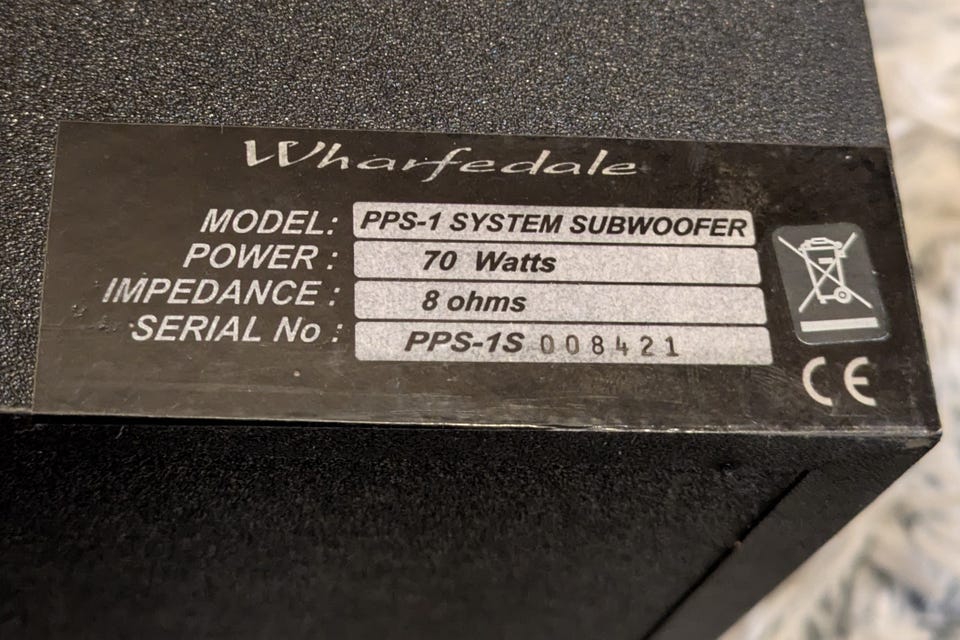 Wharfedale
MODEL: PPS-1 SYSTEM SUBWOOFER
POWER : 70 Watts
IMPEDANCE : 8 ohms
SERIAL No : PPS-1S 008421
CE